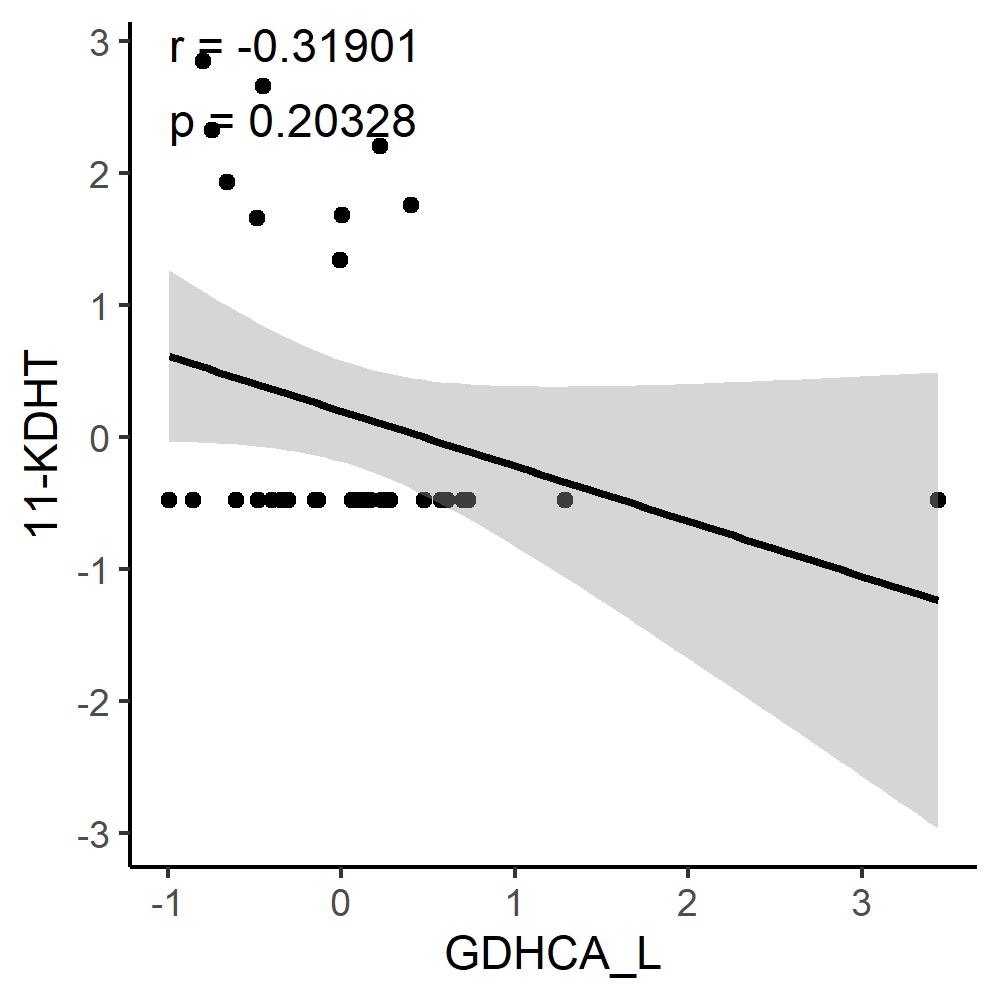 r = -0.31901
p = 0.20328
3
2
1
0
-1
-2
-3
11-KDHT
-1 0 1 2 3
GDHCA_L